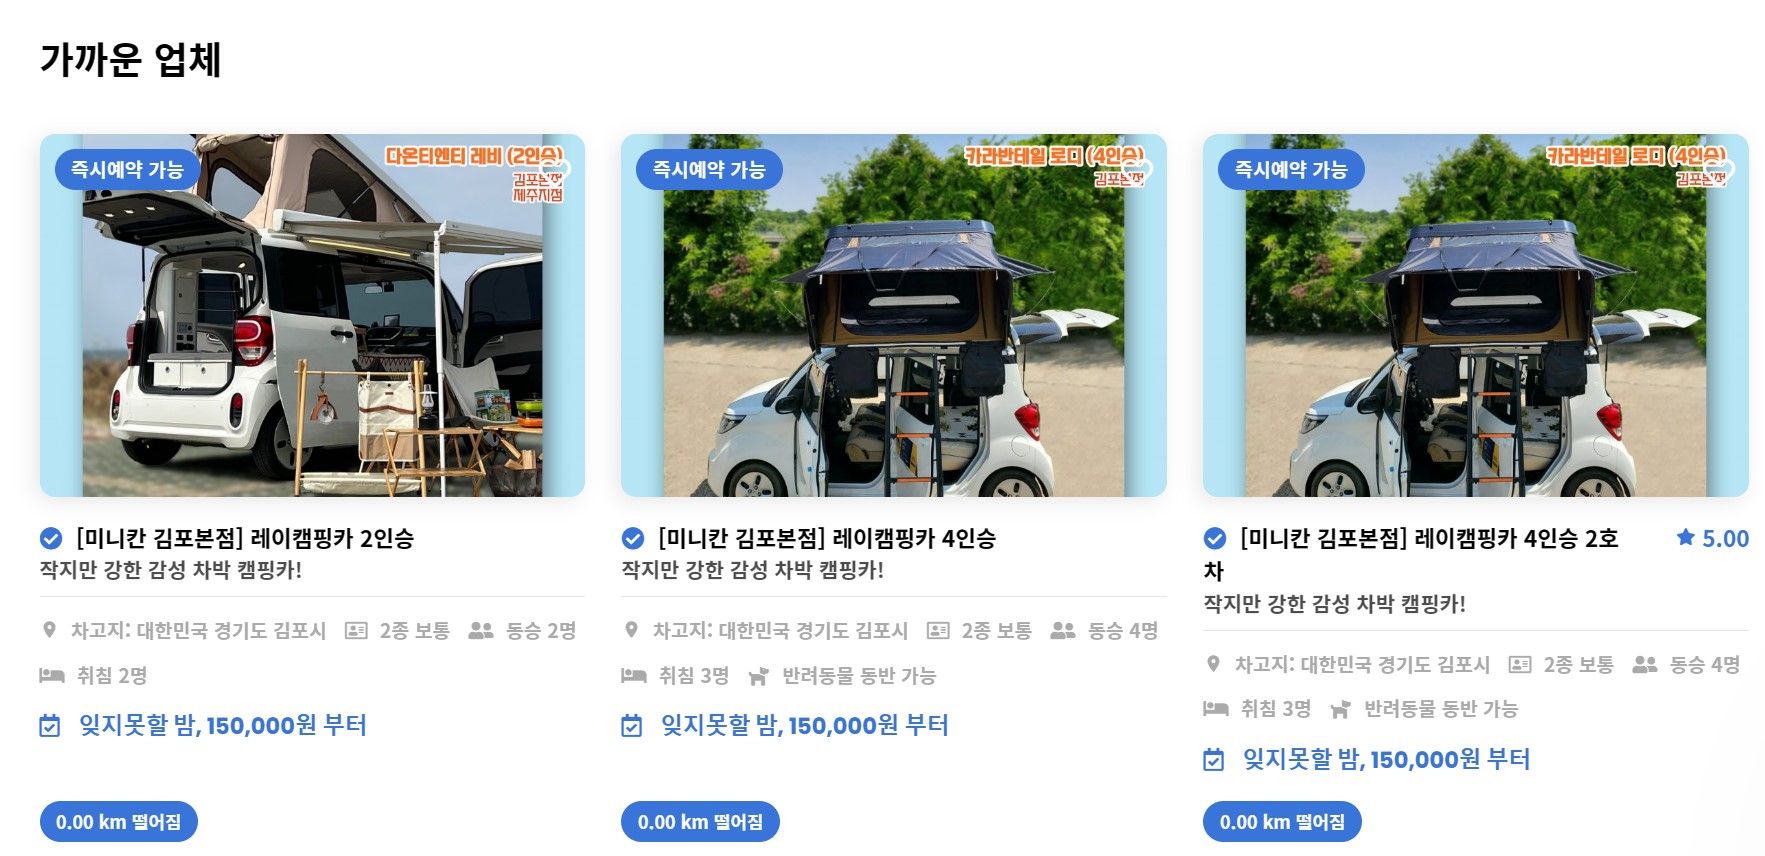 가까운 업체
즉시예약 가능
다온티엔티 레비 (2인승)
김포본점
제주지점
[미니칸 김포본점] 레이캠핑카 2인승
작지만 강한 감성 차박 캠핑카!
차고지: 대한민국 경기도 김포시 2종 보통 동승 2명
취침 2명
잊지못할 밤, 150,000원 부터
0.00 km 떨어짐
즉시예약 가능
카라반테일 로디 (4인승)
김포본점
[미니칸 김포본점] 레이캠핑카 4인승
작지만 강한 감성 차박 캠핑카!
차고지: 대한민국 경기도 김포시 2종 보통 동승 4명
취침 3명 반려동물 동반 가능
잊지못할 밤, 150,000원 부터
0.00 km 떨어짐
즉시예약 가능
카라반테일 로디 (4인승)
김포본점
[미니칸 김포본점] 레이캠핑카 4인승 2호
차
5.00
작지만 강한 감성 차박 캠핑카!
차고지: 대한민국 경기도 김포시 2종 보통 동승 4명
취침 3명 반려동물 동반 가능
잊지못할 밤, 150,000원 부터
0.00 km 떨어짐